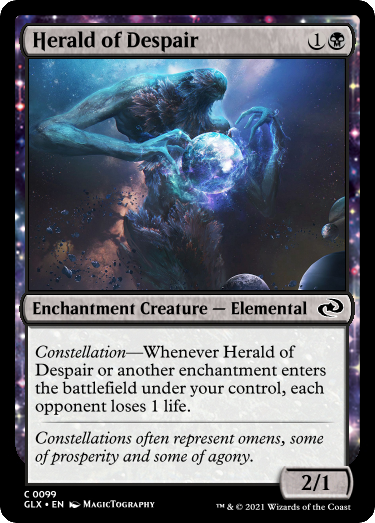 Herald of Despair 1
Enchantment Creature — Elemental
Constellation—Whenever Herald of
Despair or another enchantment enters
the battlefield under your control, each
opponent loses 1 life.
Constellations often represent omens, some
of prosperity and some of agony.
2/1
C 0099
GLX • EN MagicTography
™ & © 2021 Wizards of the Coast